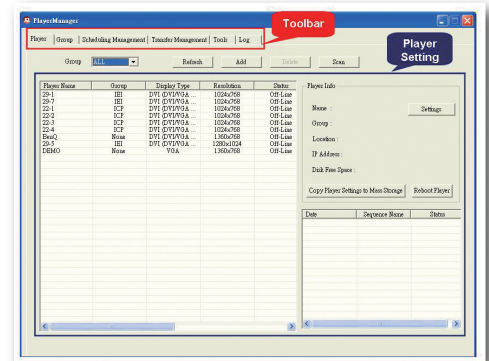 PlayerManager
Toolbar
Player Group Scheduling Management Transfer Management Tools Log
Player Setting
Group ALL Refresh Add Delete Scan
Player Name Group Display Type Resolution Status
29-1 IEI DVI (DVI/VGA ... 1024x768 Off-Line
29-7 IEI DVI (DVI/VGA ... 1024x768 Off-Line
22-1 ICP DVI (DVI/VGA ... 1024x768 Off-Line
22-2 ICP DVI (DVI/VGA ... 1024x768 Off-Line
22-3 ICP DVI (DVI/VGA ... 1024x768 Off-Line
22-4 ICP DVI (DVI/VGA ... 1024x768 Off-Line
BenQ None DVI (DVI/VGA ... 1360x768 Off-Line
29-5 IEI DVI (DVI/VGA ... 1280x1024 Off-Line
DEMO None VGA 1360x768 Off-Line
Player Info
Name : Settings
Group :
Location :
IP Address :
Disk Free Space :
Copy Player Settings to Mass Storage Reboot Player
Date Sequence Name Status